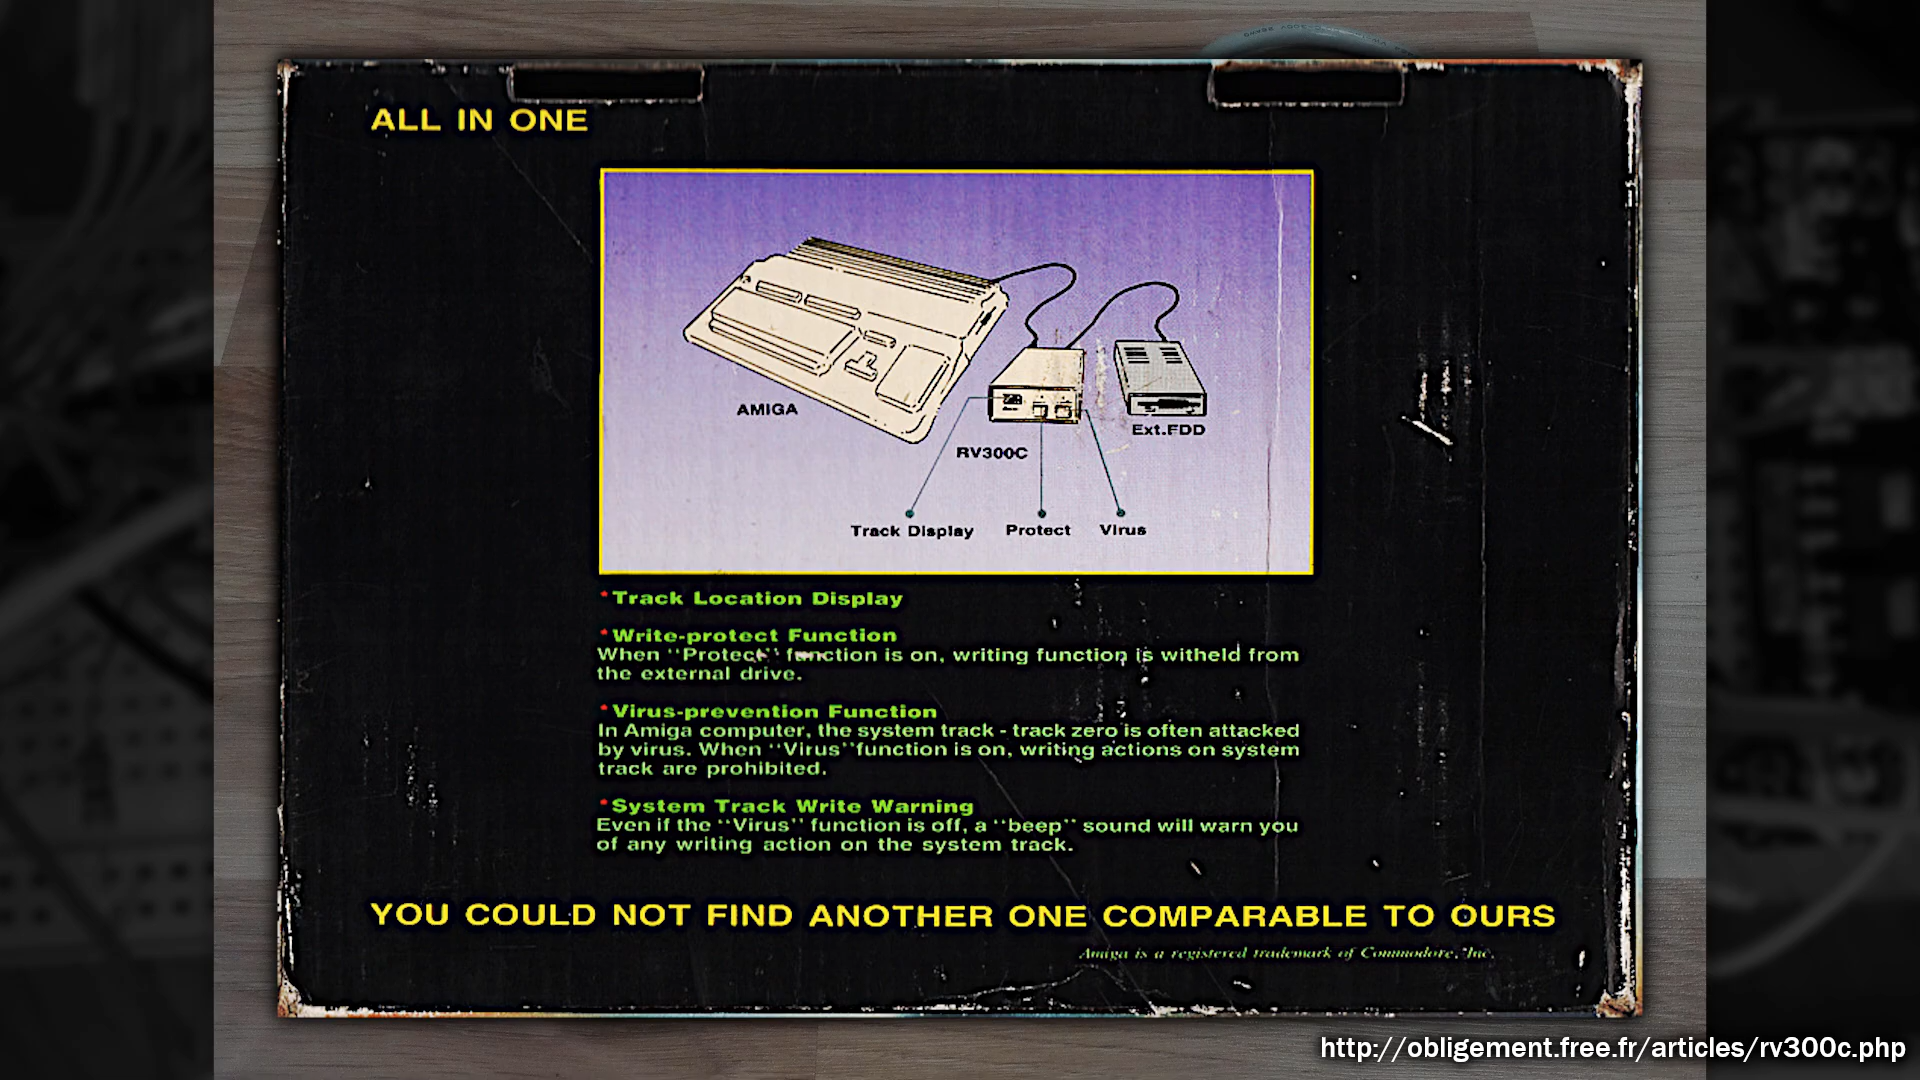 ALL IN ONE
AMIGA
RV300C
Ext.FDD
Track Display Protect Virus
*Track Location Display
*Write-protect Function
When "Protect" function is on, writing function is witheld from
the external drive.
*Virus-prevention Function
In Amiga computer, the system track - track zero is often attacked
by virus. When "Virus"function is on, writing actions on system
track are prohibited.
*System Track Write Warning
Even if the "Virus" function is off, a "beep" sound will warn you
of any writing action on the system track.
YOU COULD NOT FIND ANOTHER ONE COMPARABLE TO OURS
Amiga is a registered trademark of Commodore, Inc.
http://obligement.free.fr/articles/rv300c.php